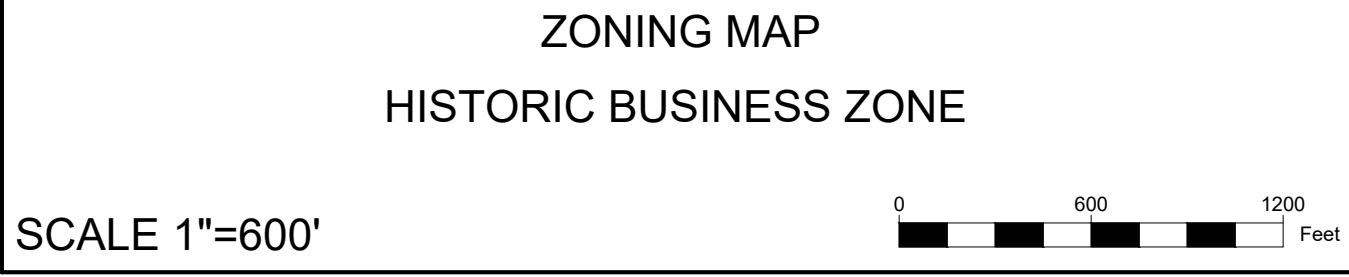 ZONING MAP
HISTORIC BUSINESS ZONE
SCALE 1"=600'
0 600 1200
Feet